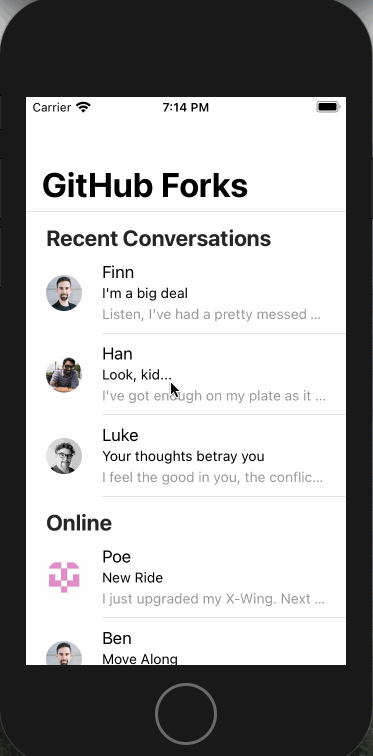 Carrier 7:14 PM
GitHub Forks
Recent Conversations
Finn
I'm a big deal
Listen, I've had a pretty messed ...
Han
Look, kid...
I've got enough on my plate as it ...
Luke
Your thoughts betray you
I feel the good in you, the conflic...
Online
Poe
New Ride
I just upgraded my X-Wing. Next ...
Ben
Move Along